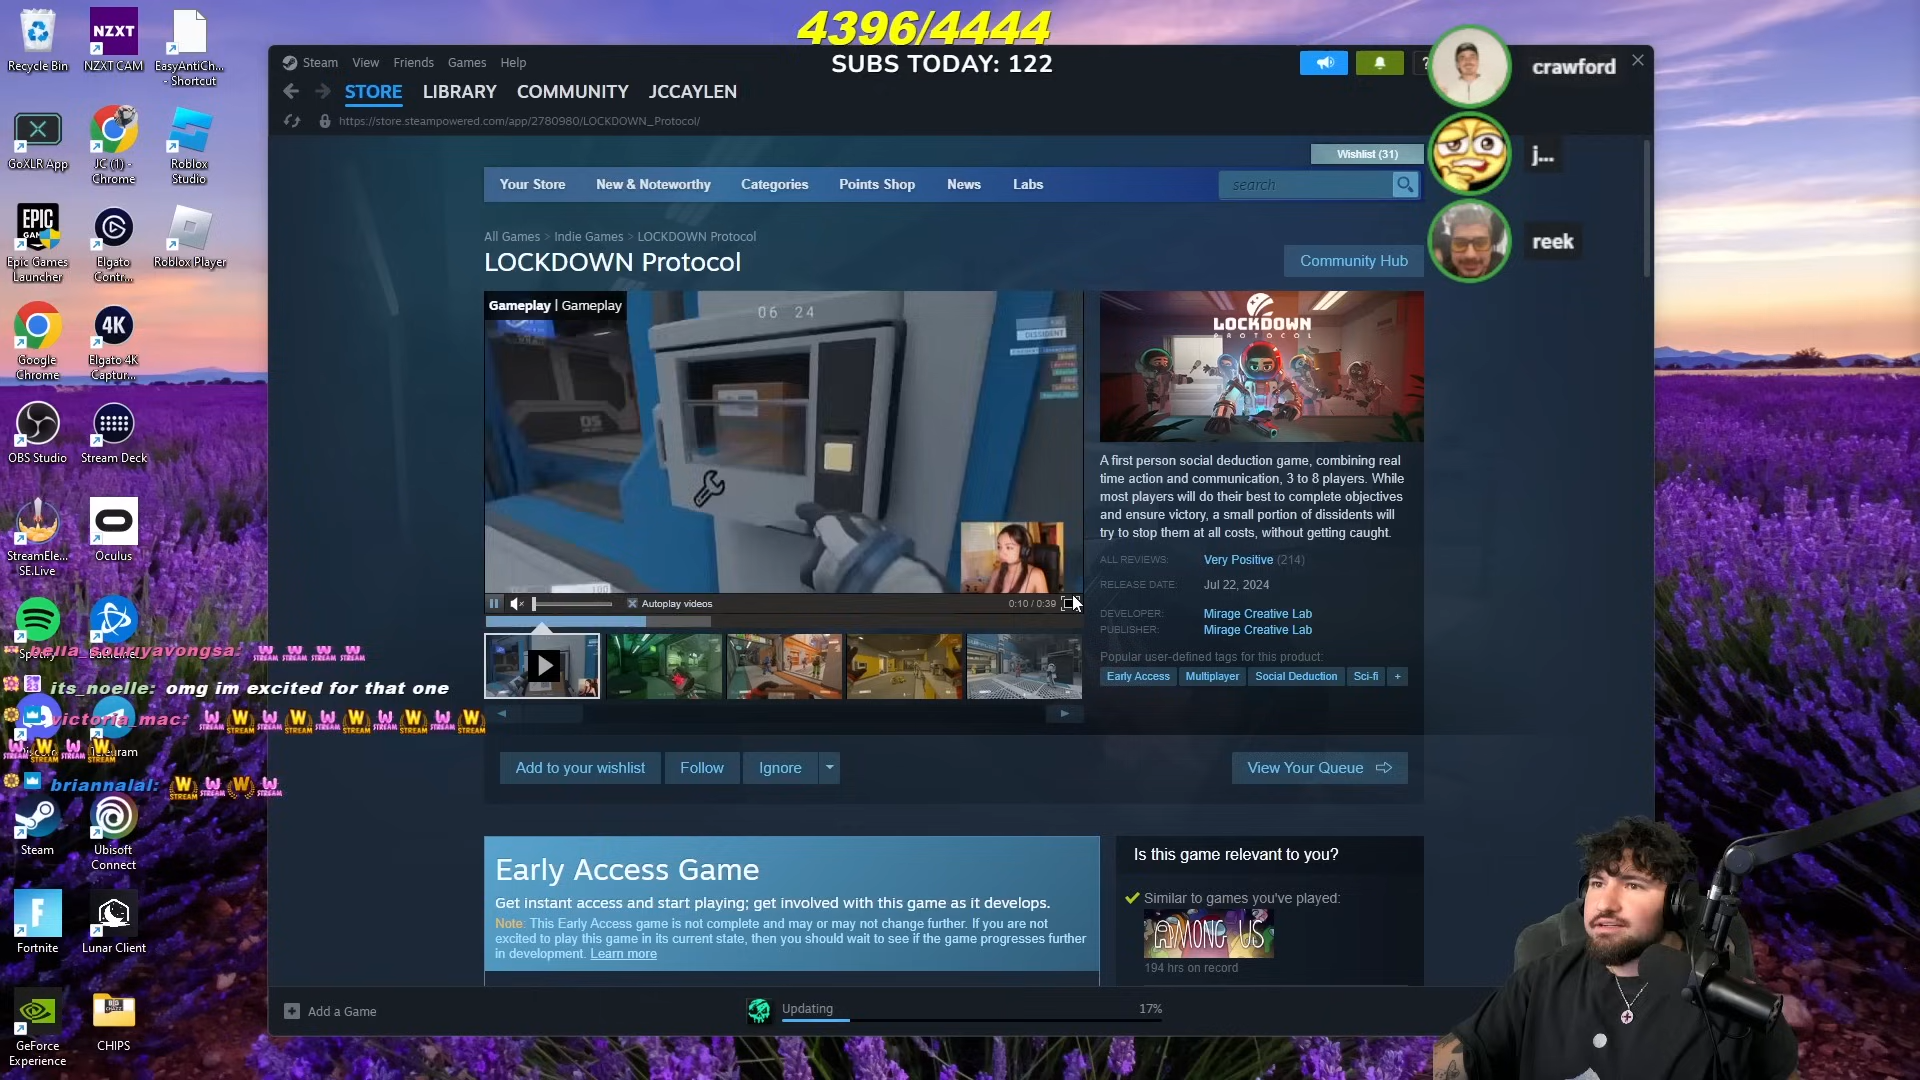 4396/4444
SUBS TODAY: 122
Recycle Bin
NZXT
NZXT CAM
EasyAntiCh...
- Shortcut
GoXLR App
JC (1) -
Chrome
Roblox
Studio
EPIC
Epic Games
Launcher
Elgato
Contr...
Roblox Player
Google
Chrome
4K
Elgato 4K
Captur...
OBS Studio
Stream Deck
StreamEle...
SE.Live
Oculus
bella_souriyavongsa:
its_noelle: omg im excited for that one
victoria_mac:
briannalal:
Steam
Ubisoft
Connect
Fortnite
Lunar Client
GeForce
Experience
CHIPS
Steam View Friends Games Help
STORE LIBRARY COMMUNITY JCCAYLEN
https://store.steampowered.com/app/2780980/LOCKDOWN_Protocol/
crawford
j...
reek
Wishlist (31)
Your Store New & Noteworthy Categories Points Shop News Labs
search
All Games > Indie Games > LOCKDOWN Protocol
LOCKDOWN Protocol
Community Hub
Gameplay | Gameplay
06 24
DISSIDENT
Autoplay videos
0:10 / 0:39
LOCKDOWN
PROTOCOL
A first person social deduction game, combining real
time action and communication, 3 to 8 players. While
most players will do their best to complete objectives
and ensure victory, a small portion of dissidents will
try to stop them at all costs, without getting caught.
ALL REVIEWS: Very Positive (214)
RELEASE DATE: Jul 22, 2024
DEVELOPER: Mirage Creative Lab
PUBLISHER: Mirage Creative Lab
Popular user-defined tags for this product:
Early Access Multiplayer Social Deduction Sci-fi +
Add to your wishlist Follow Ignore
View Your Queue
Early Access Game
Get instant access and start playing; get involved with this game as it develops.
Note: This Early Access game is not complete and may or may not change further. If you are not
excited to play this game in its current state, then you should wait to see if the game progresses further
in development. Learn more
Is this game relevant to you?
Similar to games you've played:
AMONG US
194 hrs on record
Add a Game
Updating
17%